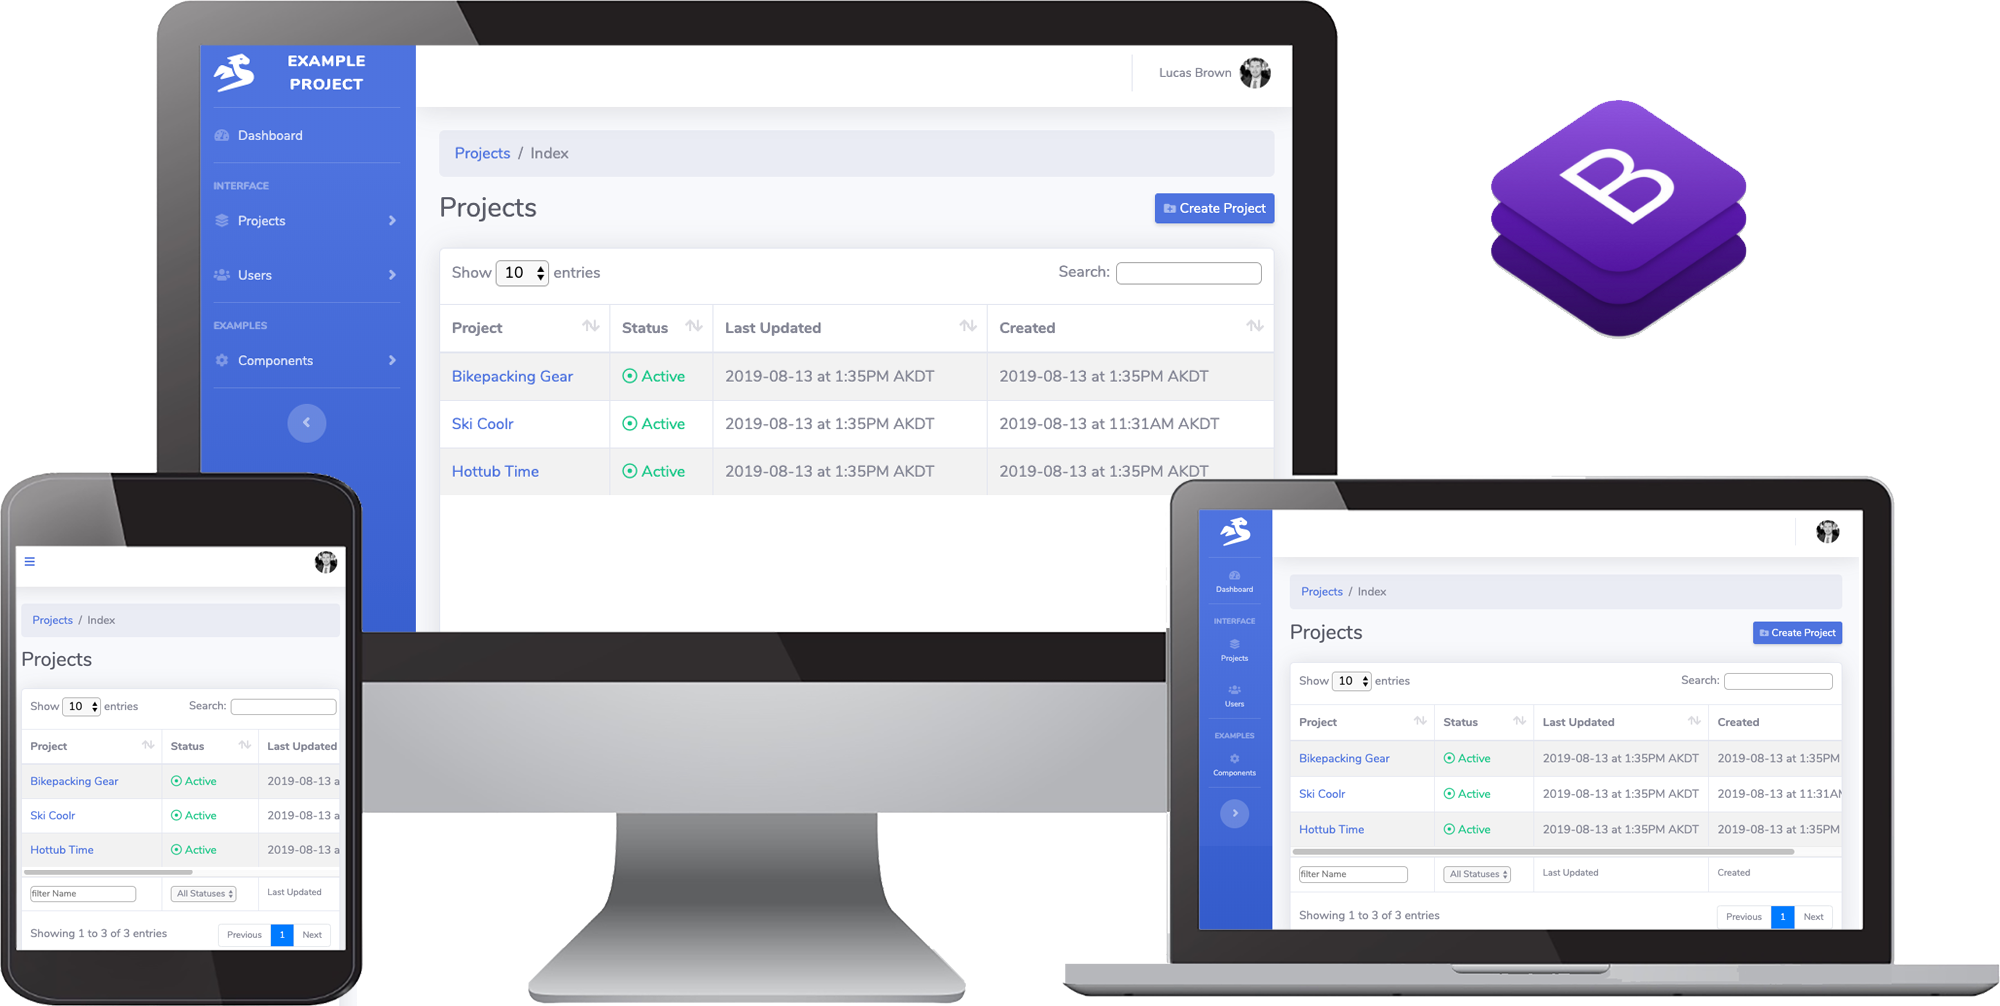 EXAMPLE
PROJECT
Lucas Brown
Dashboard
Projects / Index
INTERFACE
Projects
Create Project
Projects
Users
Show 10 entries
Search:
EXAMPLES
Project Status Last Updated Created
Components
Bikepacking Gear Active 2019-08-13 at 1:35PM AKDT 2019-08-13 at 1:35PM AKDT
Ski Coolr Active 2019-08-13 at 1:35PM AKDT 2019-08-13 at 11:31AM AKDT
Hottub Time Active 2019-08-13 at 1:35PM AKDT 2019-08-13 at 1:35PM AKDT
B
Projects / Index
Projects
Show 10 entries Search:
Project Status Last Updated
Bikepacking Gear Active 2019-08-13 a
Ski Coolr Active 2019-08-13 a
Hottub Time Active 2019-08-13 a
filter Name All Statuses Last Updated
Showing 1 to 3 of 3 entries Previous 1 Next
Dashboard
INTERFACE
Projects
Users
EXAMPLES
Components
Projects / Index
Projects Create Project
Show 10 entries Search:
Project Status Last Updated Created
Bikepacking Gear Active 2019-08-13 at 1:35PM AKDT 2019-08-13 at 1:35PM
Ski Coolr Active 2019-08-13 at 1:35PM AKDT 2019-08-13 at 11:31AM
Hottub Time Active 2019-08-13 at 1:35PM AKDT 2019-08-13 at 1:35PM
filter Name All Statuses Last Updated Created
Showing 1 to 3 of 3 entries Previous 1 Next